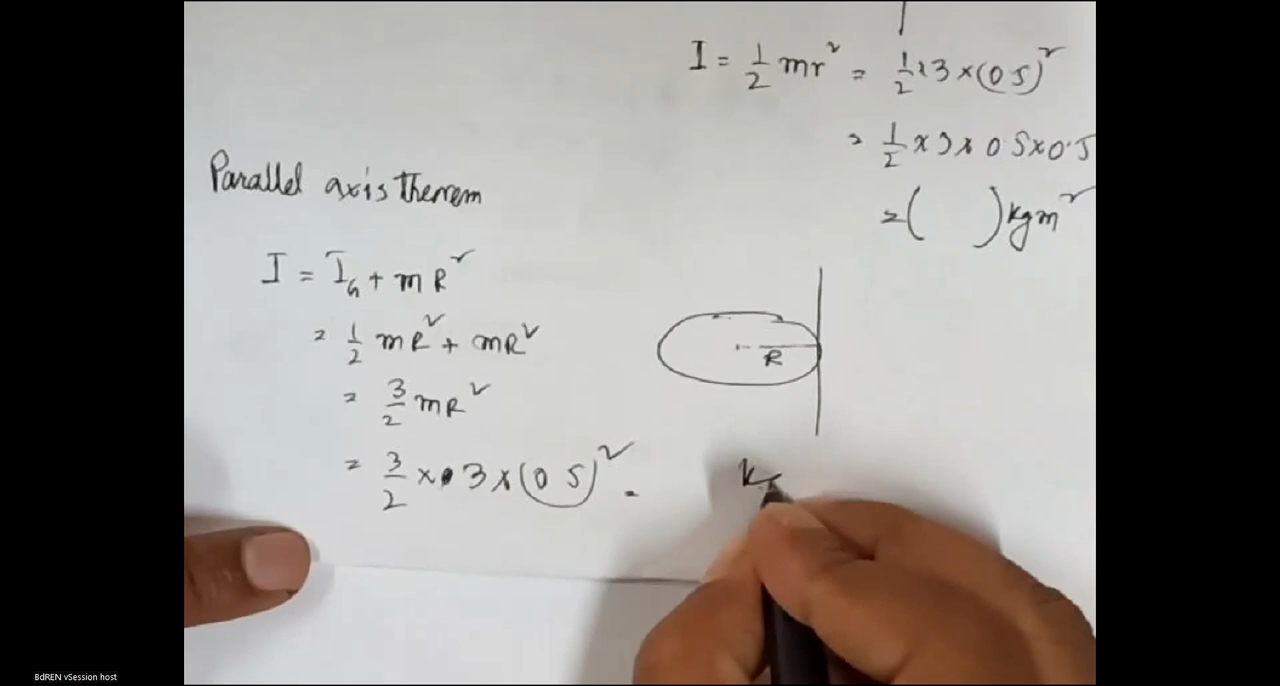 I = 1/2 mr² = 1/2 × 3 × (0.5)²
= 1/2 × 3 × 0.5 × 0.5
= ( ) kgm²
Parallel axis therem
I = I_G + mR²
= 1/2 mR² + mR²
= 3/2 mR²
= 3/2 × 3 × (0.5)² =
R
BdREN vSession host